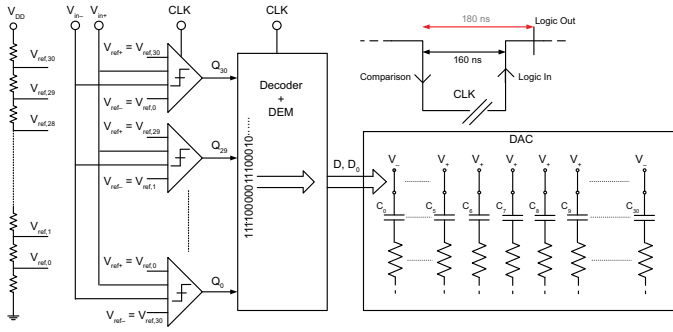 V_DD
V_in−
V_in+
CLK
CLK
V_ref,30
V_ref,29
V_ref,28
V_ref,1
V_ref,0
V_ref+ = V_ref,30
V_ref− = V_ref,0
Q_30
V_ref+ = V_ref,29
V_ref− = V_ref,1
Q_29
V_ref+ = V_ref,0
V_ref− = V_ref,30
Q_0
Decoder
+
DEM
11110000011100010....
D, D_0
180 ns
Logic Out
160 ns
Comparison
Logic In
CLK
DAC
V_− V_+ V_+ V_+ V_+ V_+ V_−
C_0 C_5 C_6 C_7 C_8 C_9 C_30